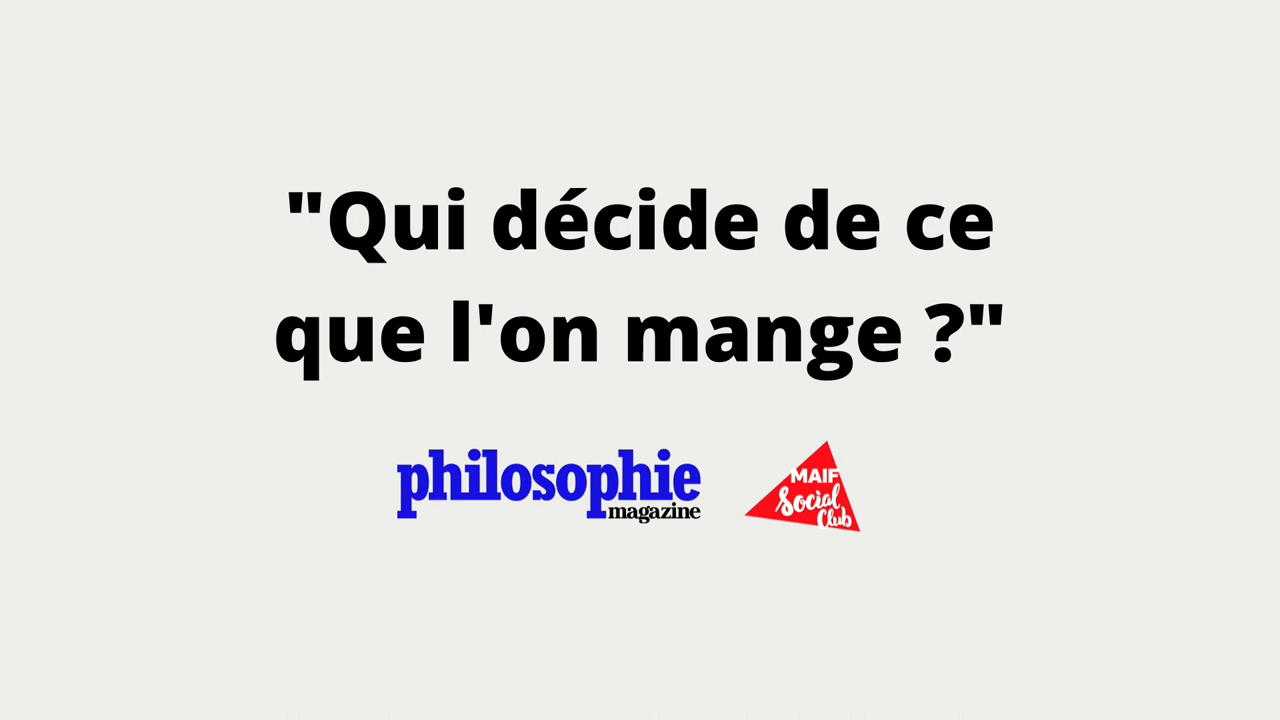 "Qui décide de ce
que l'on mange ?"
philosophie
magazine
MAIF
Social
Club